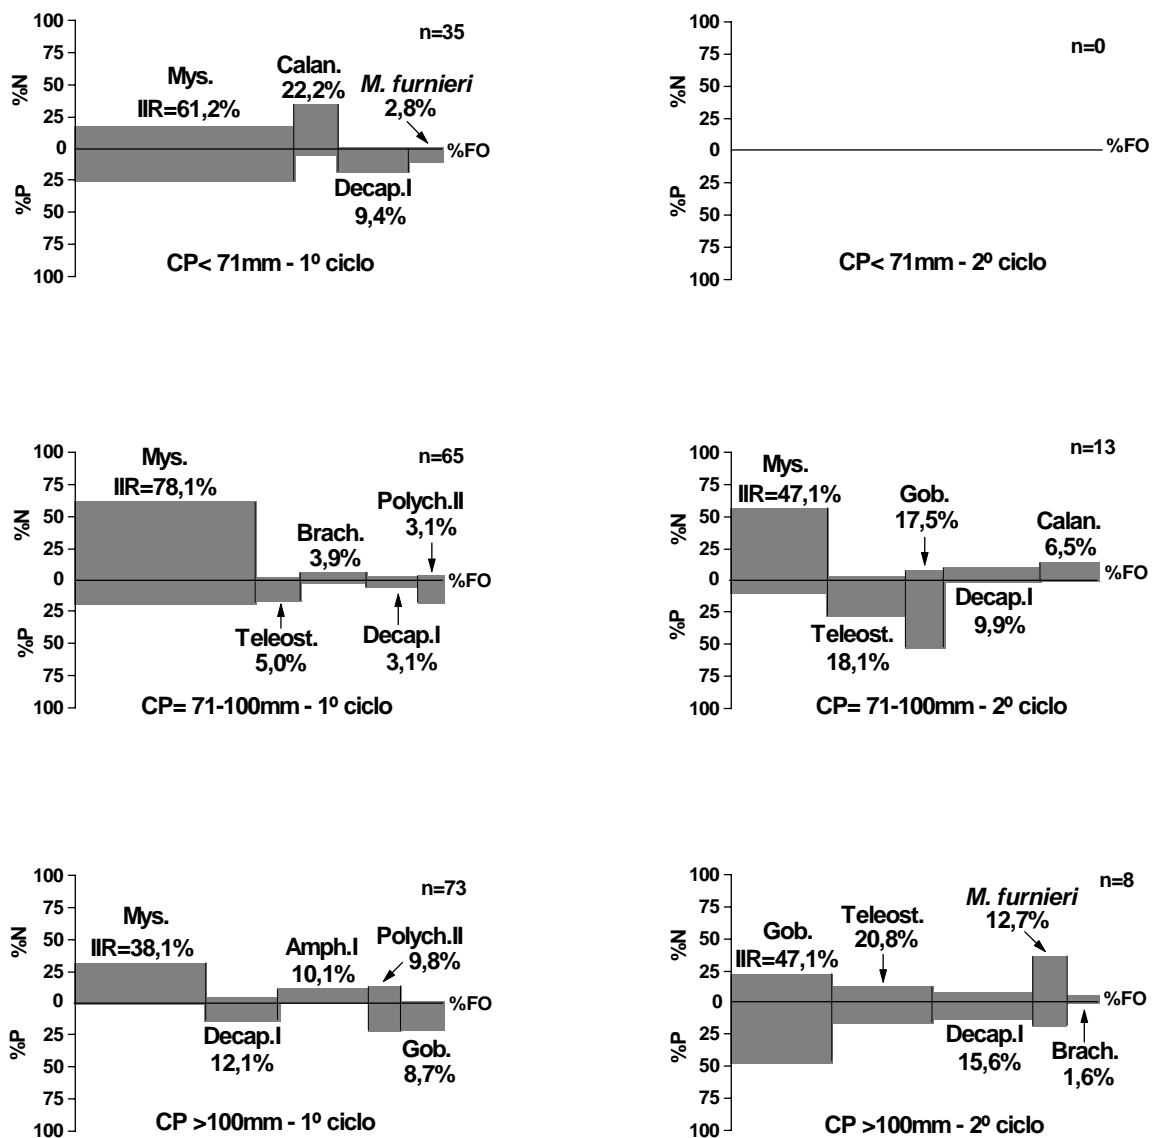 100
75
50
25
0
25
50
75
100
%N
%P
n=35
Mys.
IIR=61,2%
Calan.
22,2%
M. furnieri
2,8%
%FO
Decap.I
9,4%
CP< 71mm - 1º ciclo
100
75
50
25
0
25
50
75
100
%N
%P
n=0
%FO
CP< 71mm - 2º ciclo
100
75
50
25
0
25
50
75
100
%N
%P
n=65
Mys.
IIR=78,1%
Brach.
3,9%
Polych.II
3,1%
%FO
Teleost.
5,0%
Decap.I
3,1%
CP= 71-100mm - 1º ciclo
100
75
50
25
0
25
50
75
100
%N
%P
n=13
Mys.
IIR=47,1%
Gob.
17,5%
Calan.
6,5%
%FO
Teleost.
18,1%
Decap.I
9,9%
CP= 71-100mm - 2º ciclo
100
75
50
25
0
25
50
75
100
%N
%P
n=73
Mys.
IIR=38,1%
Amph.I
10,1%
Polych.II
9,8%
%FO
Decap.I
12,1%
Gob.
8,7%
CP >100mm - 1º ciclo
100
75
50
25
0
25
50
75
100
%N
%P
n=8
Gob.
IIR=47,1%
Teleost.
20,8%
M. furnieri
12,7%
%FO
Decap.I
15,6%
Brach.
1,6%
CP >100mm - 2º ciclo